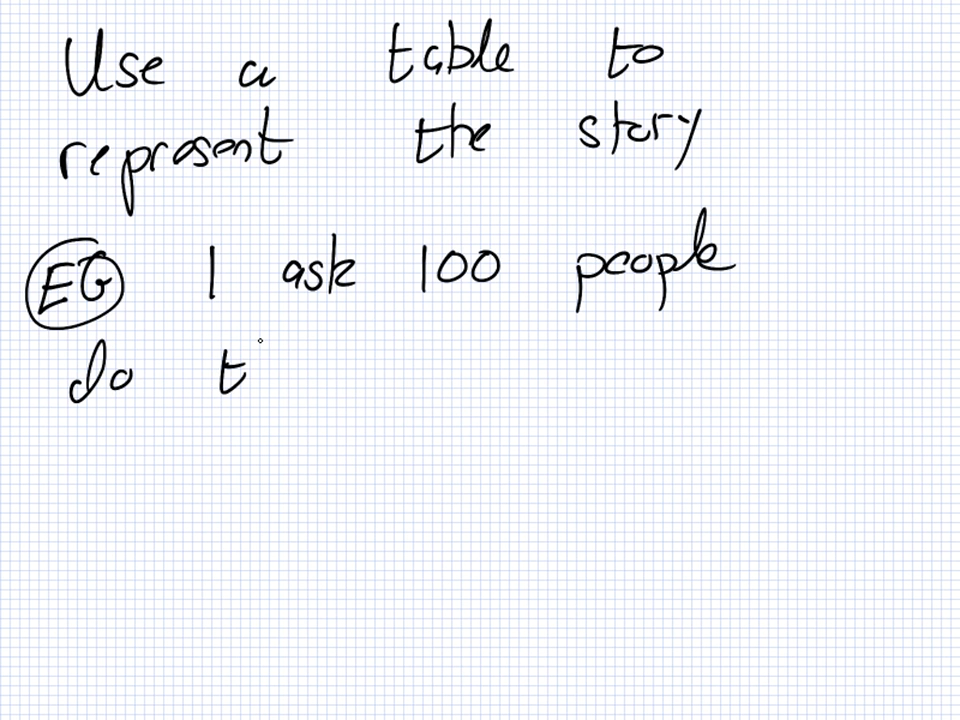 Use a table to
represent the story
EG I ask 100 people
do t